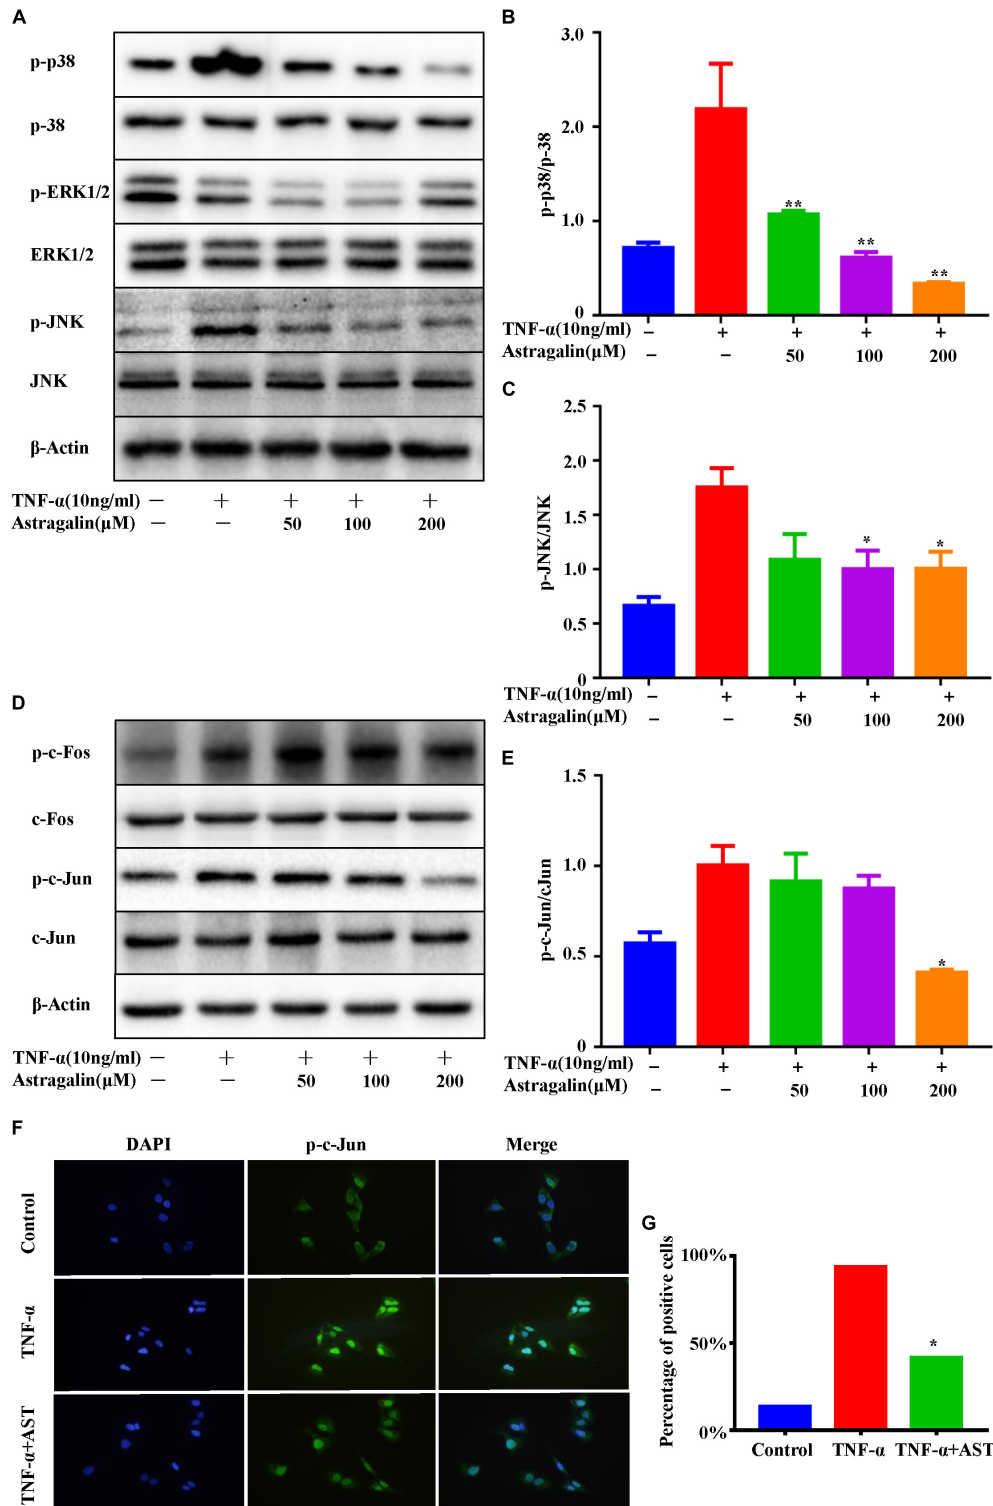 A
p-p38
p-38
p-ERK1/2
ERK1/2
p-JNK
JNK
β-Actin
TNF-α(10ng/ml) − + + + +
Astragalin(μM) − − 50 100 200
B
p-p38/p-38
3.0
2.0
1.0
0
** ** **
TNF-α(10ng/ml) − + + + +
Astragalin(μM) − − 50 100 200
C
p-JNK/JNK
2.5
2.0
1.5
1.0
0.5
0
* *
TNF-α(10ng/ml) − + + + +
Astragalin(μM) − − 50 100 200
D
p-c-Fos
c-Fos
p-c-Jun
c-Jun
β-Actin
TNF-α(10ng/ml) − + + + +
Astragalin(μM) − − 50 100 200
E
p-c-Jun/cJun
1.5
1.0
0.5
0
*
TNF-α(10ng/ml) − + + + +
Astragalin(μM) − − 50 100 200
F
DAPI p-c-Jun Merge
Control
TNF-α
TNF-α+AST
G
Percentage of positive cells
100%
50%
0%
*
Control TNF-α TNF-α+AST